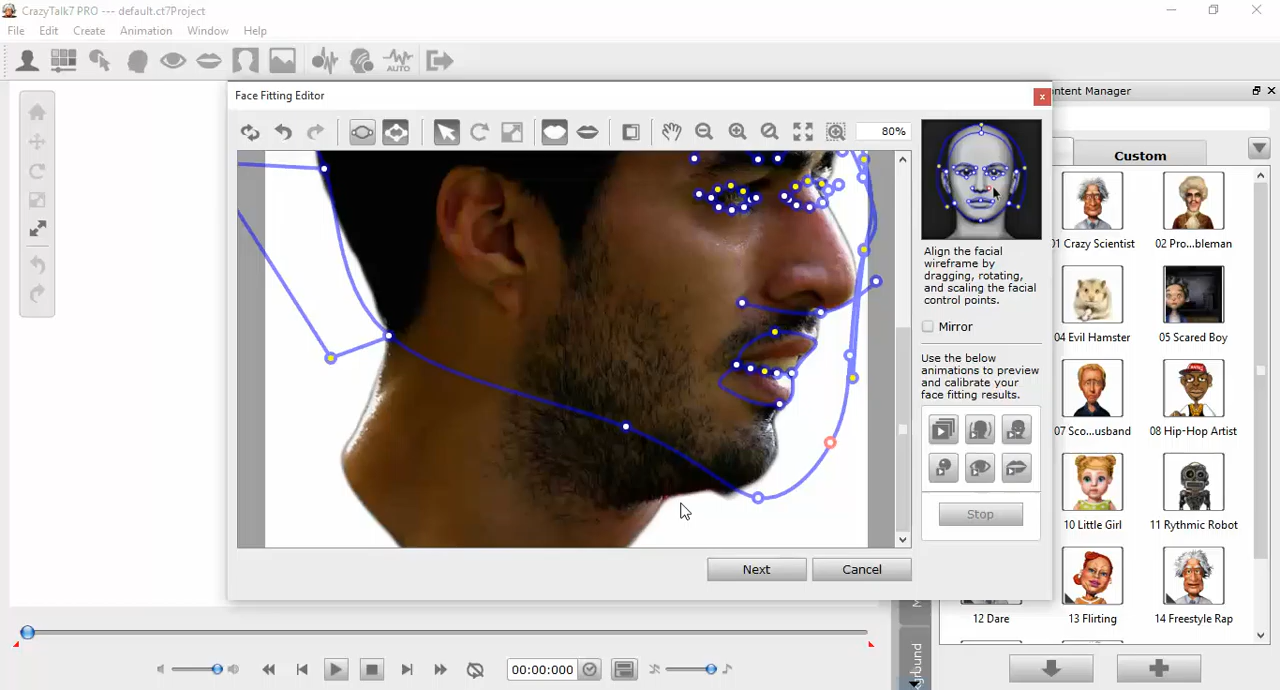 CrazyTalk7 PRO --- default.ct7Project
File Edit Create Animation Window Help
AUTO
Face Fitting Editor
ntent Manager
80%
Custom
Align the facial
wireframe by
dragging, rotating,
and scaling the facial
control points.
Mirror
Use the below
animations to preview
and calibrate your
face fitting results.
Stop
Next
Cancel
01 Crazy Scientist
02 Pro...bleman
04 Evil Hamster
05 Scared Boy
07 Sco...usband
08 Hip-Hop Artist
10 Little Girl
11 Rythmic Robot
12 Dare
13 Flirting
14 Freestyle Rap
00:00:000